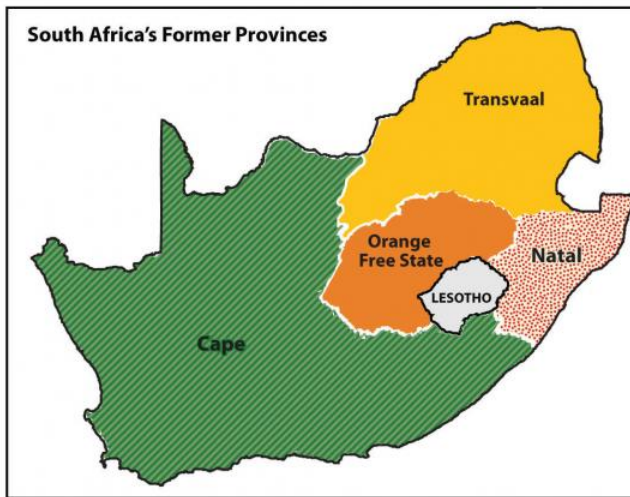 South Africa's Former Provinces
Transvaal
Orange
Free State
Natal
LESOTHO
Cape